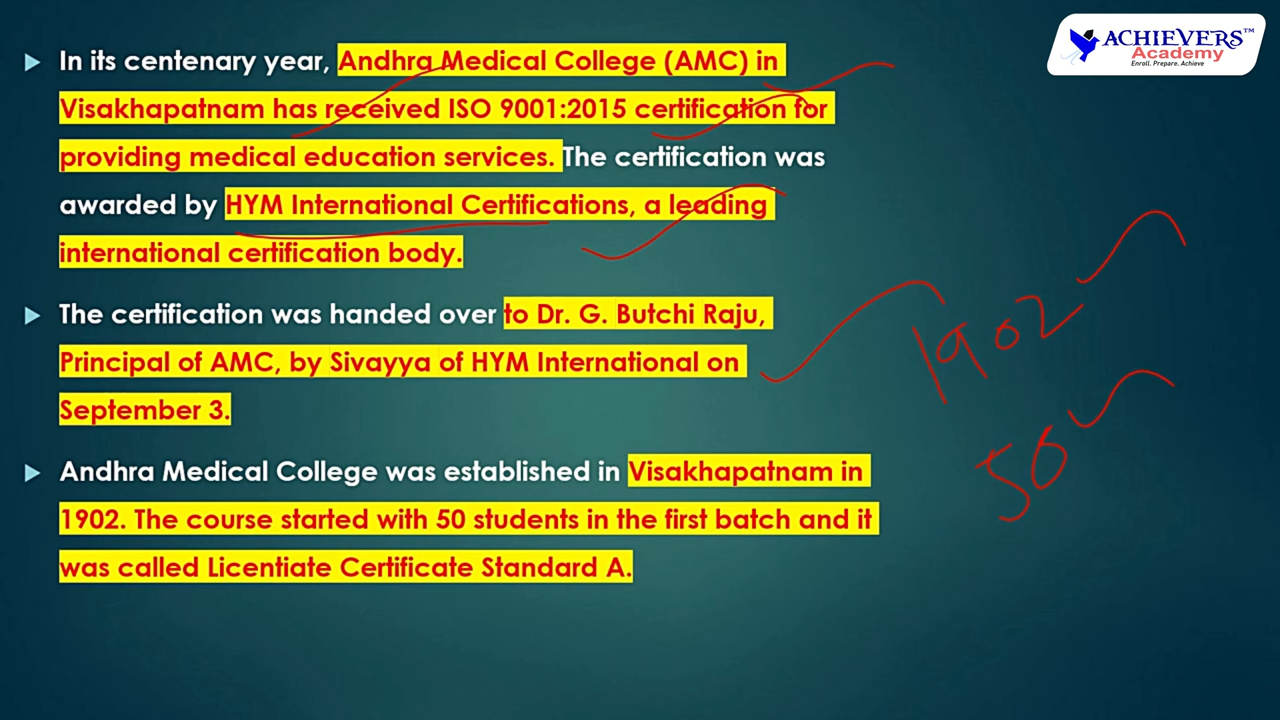 In its centenary year, Andhra Medical College (AMC) in
Visakhapatnam has received ISO 9001:2015 certification for
providing medical education services. The certification was
awarded by HYM International Certifications, a leading
international certification body.
The certification was handed over to Dr. G. Butchi Raju,
Principal of AMC, by Sivayya of HYM International on
September 3.
Andhra Medical College was established in Visakhapatnam in
1902. The course started with 50 students in the first batch and it
was called Licentiate Certificate Standard A.
ACHIEVERS™
Academy
Enroll. Prepare. Achieve
1902
50